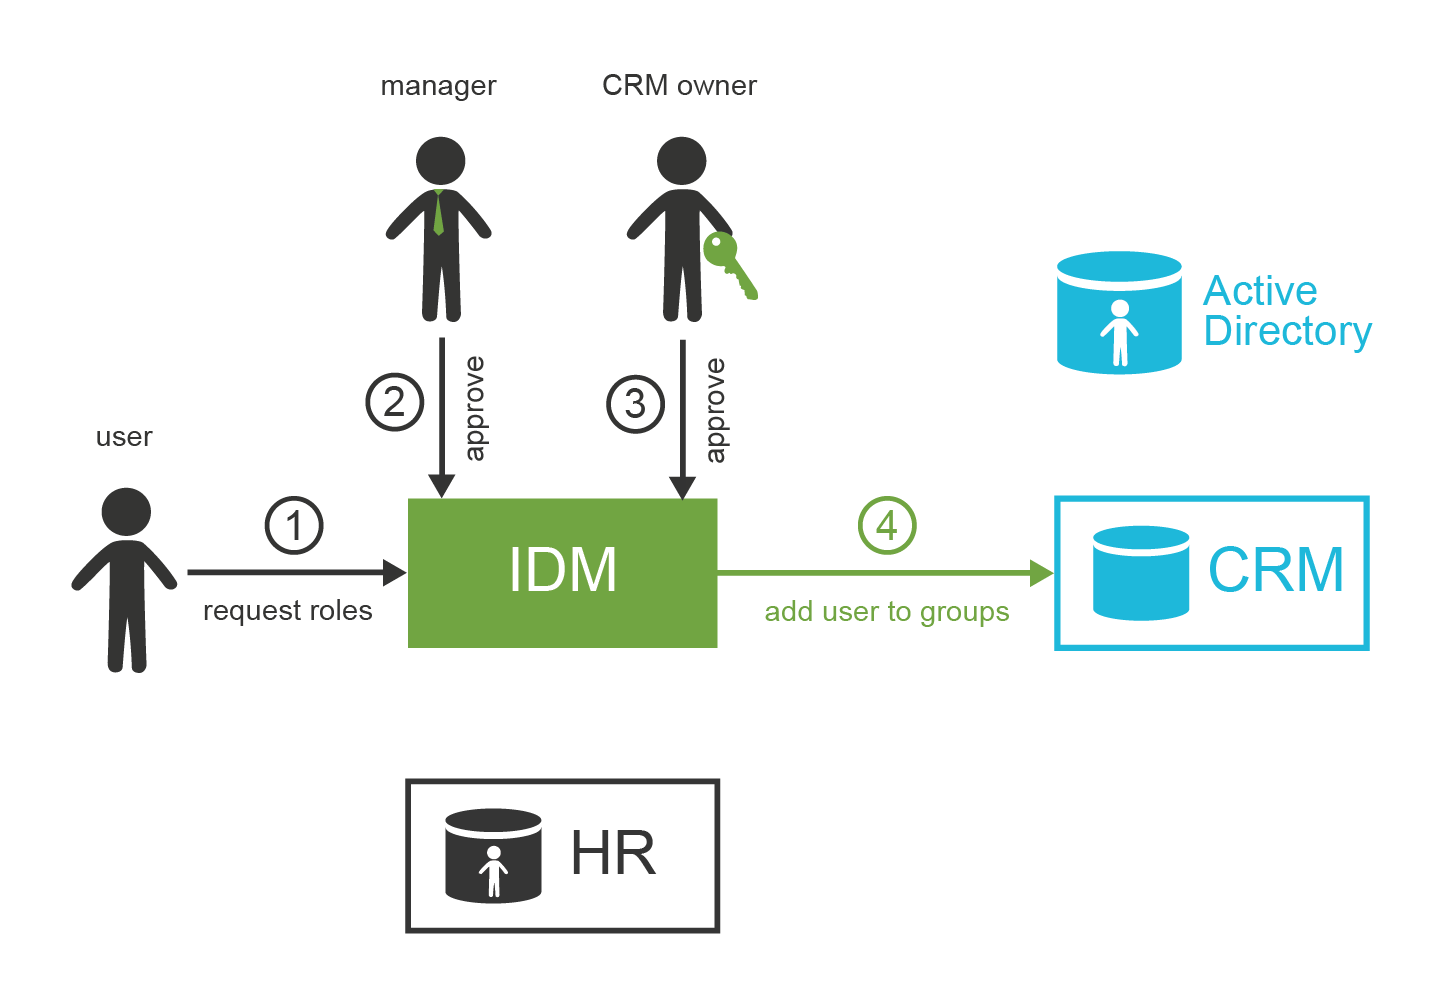 manager
CRM owner
Active
Directory
2
approve
3
approve
user
1
request roles
IDM
4
add user to groups
CRM
HR